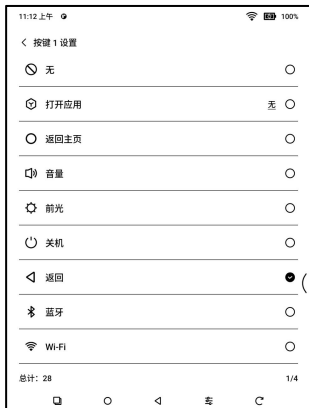 11:12 上午 100%
按键 1 设置
无
打开应用 无
返回主页
音量
前光
关机
返回
蓝牙
Wi-Fi
总计：28 1/4